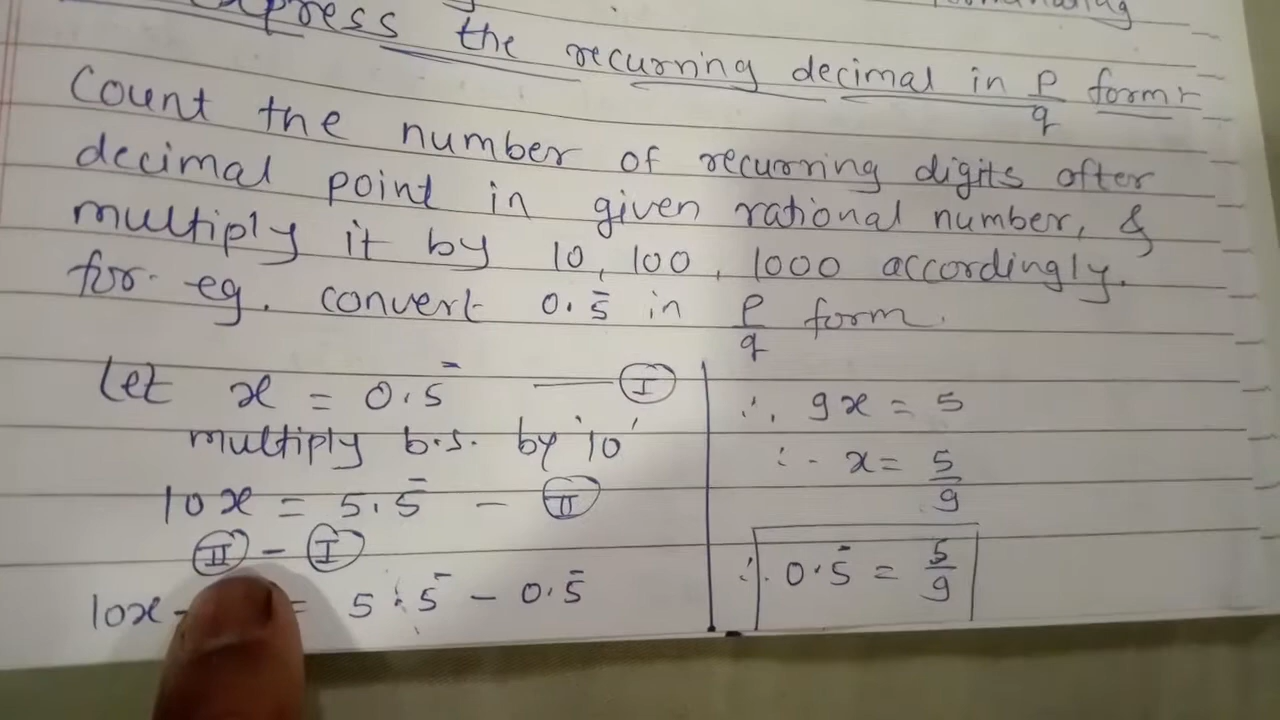 the recurring decimal in p/q form:-
Count the number of recurring digits after
decimal point in given rational number, &
multiply it by 10, 100, 1000 accordingly.
for eg. convert 0.5̄ in p/q form.
Let x = 0.5̄ — I
multiply b.s. by '10'
10x = 5.5̄ - II
II - I
10x - = 5.5̄ - 0.5̄
∴ 9x = 5
∴ x = 5/9
∴ 0.5̄ = 5/9